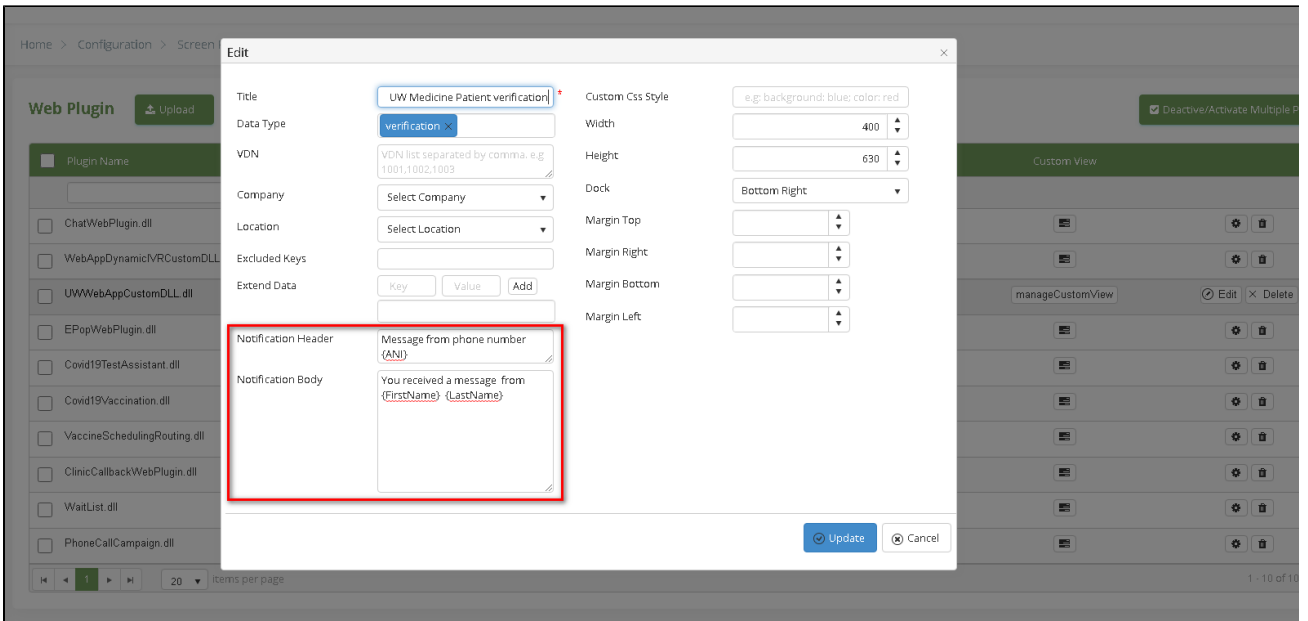 Home > Configuration > Screen
Edit
Web Plugin
Upload
Deactive/Activate Multiple P
Title
UW Medicine Patient verification
*
Custom Css Style
e.g: background: blue; color: red
Data Type
verification ×
Width
400
VDN
VDN list separated by comma. e.g
1001,1002,1003
Height
630
Company
Select Company
Dock
Bottom Right
Location
Select Location
Margin Top
Excluded Keys
Margin Right
Extend Data
Key
Value
Add
Margin Bottom
Margin Left
Notification Header
Message from phone number
{ANI}
Notification Body
You received a message from
{FirstName} {LastName}
Update
Cancel
Plugin Name
Custom View
ChatWebPlugin.dll
WebAppDynamicIVRCustomDLL
UWWebAppCustomDLL.dll
manageCustomView
Edit
Delete
EPopWebPlugin.dll
Covid19TestAssistant.dll
Covid19Vaccination.dll
VaccineSchedulingRouting.dll
ClinicCallbackWebPlugin.dll
WaitList.dll
PhoneCallCampaign.dll
1
20
items per page
1 - 10 of 10